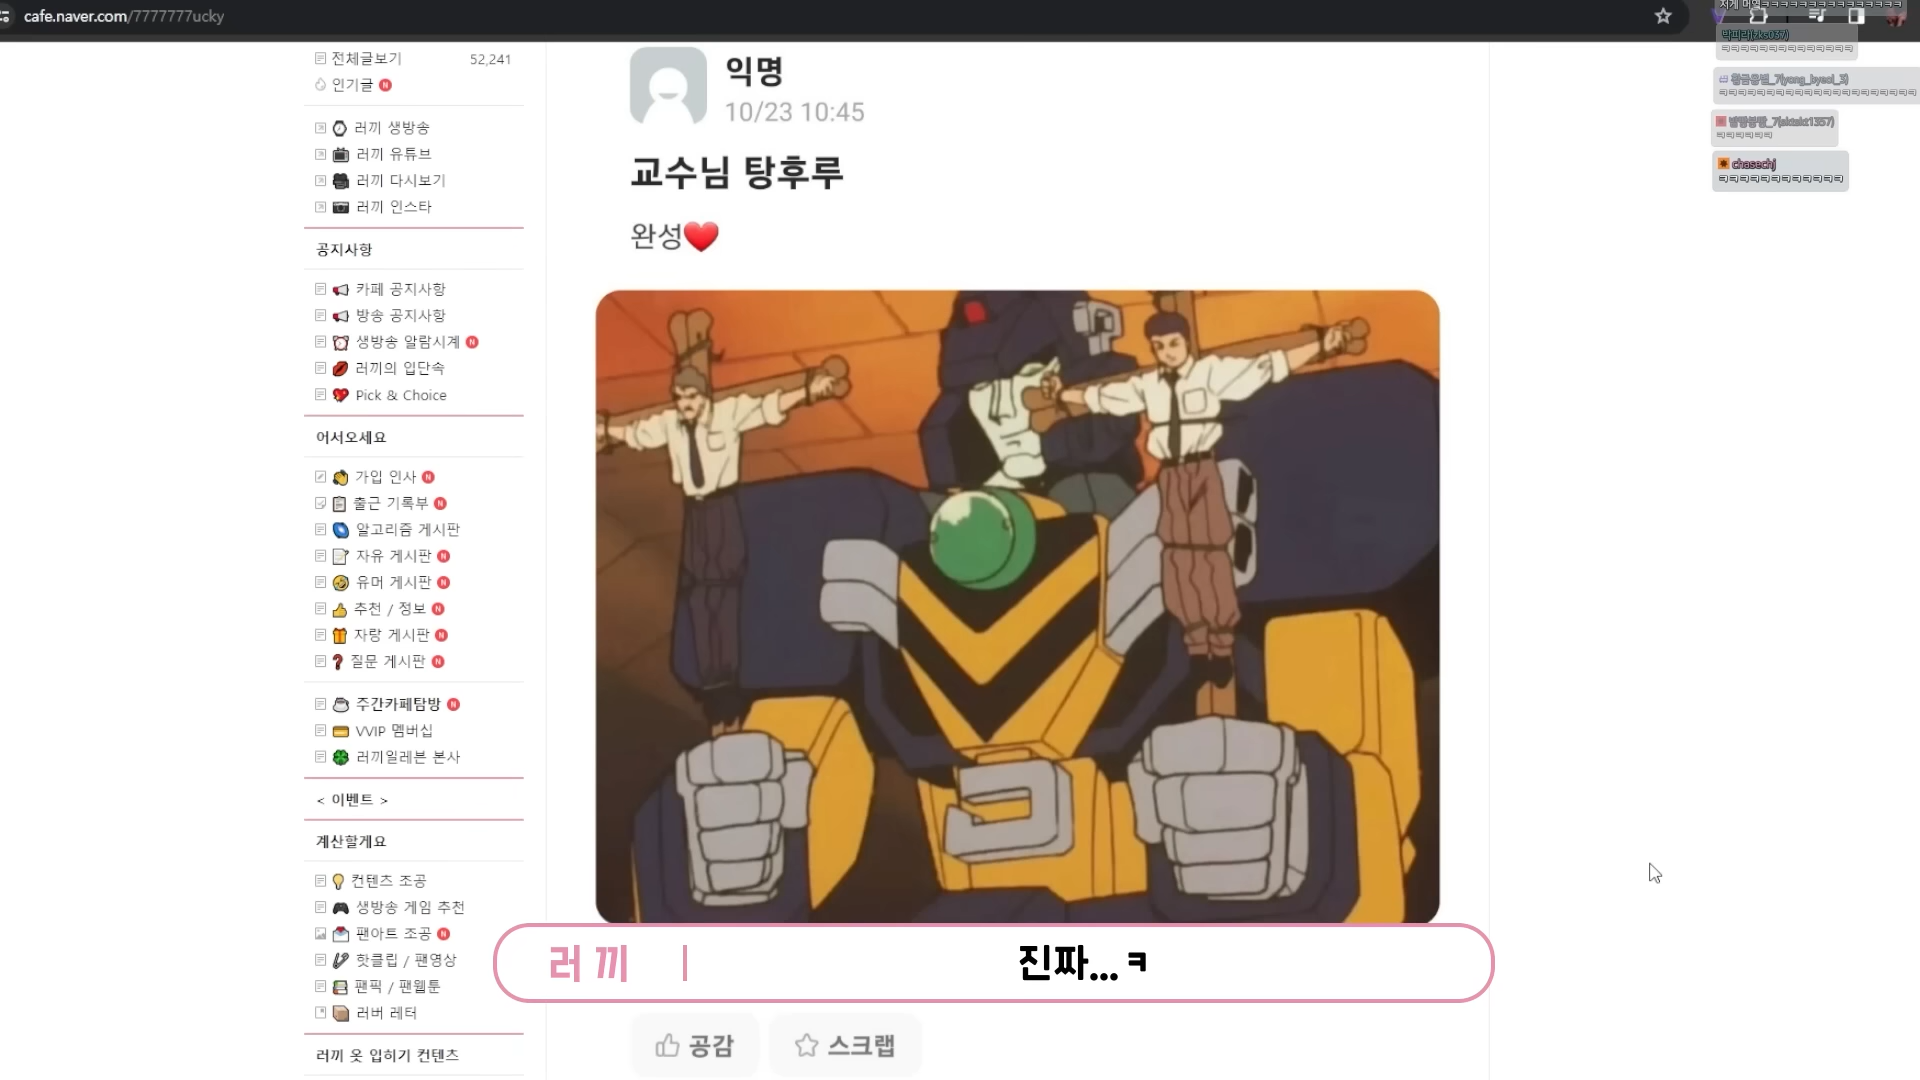 cafe.naver.com/7777777ucky
전체글보기 52,241
인기글 N
러끼 생방송
러끼 유튜브
러끼 다시보기
러끼 인스타
공지사항
카페 공지사항
방송 공지사항
생방송 알람시계 N
러끼의 입단속
Pick & Choice
어서오세요
가입 인사 N
출근 기록부 N
알고리즘 게시판
자유 게시판 N
유머 게시판 N
추천 / 정보 N
자랑 게시판 N
질문 게시판 N
주간카페탐방 N
VVIP 멤버십
러끼일레븐 본사
< 이벤트 >
계산할게요
컨텐츠 조공
생방송 게임 추천
팬아트 조공 N
핫클립 / 팬영상
팬픽 / 팬웹툰
러버 레터
러끼 옷 입히기 컨텐츠
익명
10/23 10:45
교수님 탕후루
완성❤️
러끼 | 진짜...ㅋ
공감 스크랩
chasechj
ㅋㅋㅋㅋㅋㅋㅋㅋㅋㅋㅋㅋ